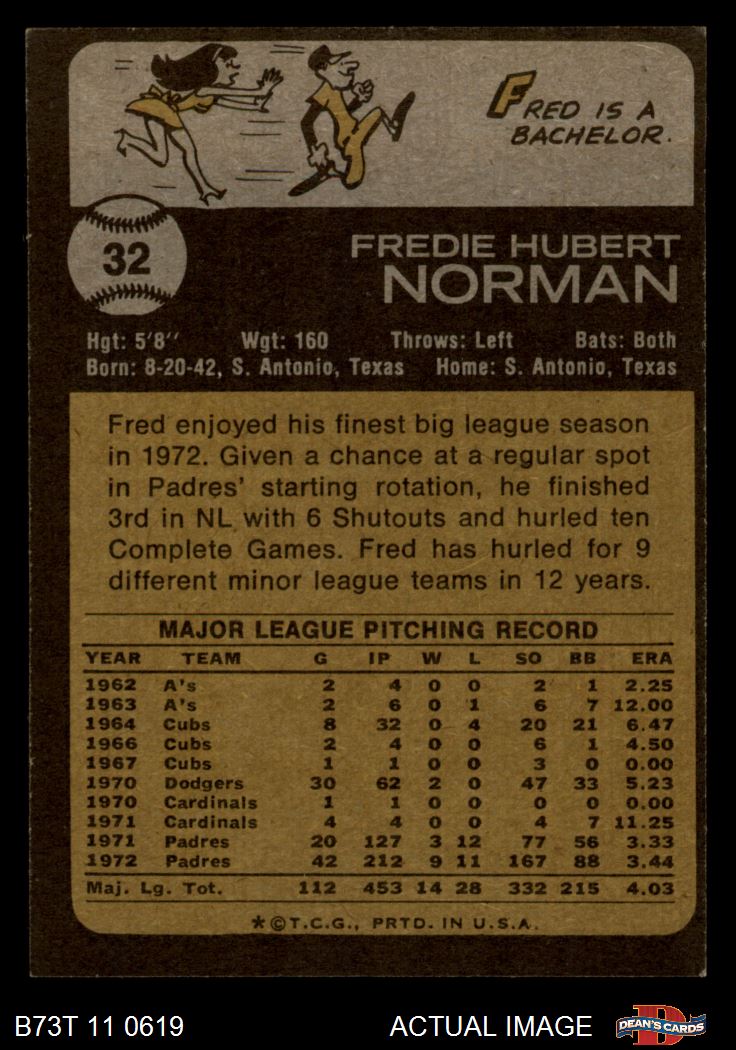 FRED IS A
BACHELOR.
32
FREDIE HUBERT
NORMAN
Hgt: 5'8'' Wgt: 160 Throws: Left Bats: Both
Born: 8-20-42, S. Antonio, Texas Home: S. Antonio, Texas
Fred enjoyed his finest big league season
in 1972. Given a chance at a regular spot
in Padres' starting rotation, he finished
3rd in NL with 6 Shutouts and hurled ten
Complete Games. Fred has hurled for 9
different minor league teams in 12 years.
MAJOR LEAGUE PITCHING RECORD
YEAR TEAM G IP W L SO BB ERA
1962 A's 2 4 0 0 2 1 2.25
1963 A's 2 6 0 1 6 7 12.00
1964 Cubs 8 32 0 4 20 21 6.47
1966 Cubs 2 4 0 0 6 1 4.50
1967 Cubs 1 1 0 0 3 0 0.00
1970 Dodgers 30 62 2 0 47 33 5.23
1970 Cardinals 1 1 0 0 0 0 0.00
1971 Cardinals 4 4 0 0 4 7 11.25
1971 Padres 20 127 3 12 77 56 3.33
1972 Padres 42 212 9 11 167 88 3.44
Maj. Lg. Tot. 112 453 14 28 332 215 4.03
*©T.C.G., PRTD. IN U.S.A.
B73T 11 0619 ACTUAL IMAGE D DEAN'S CARDS